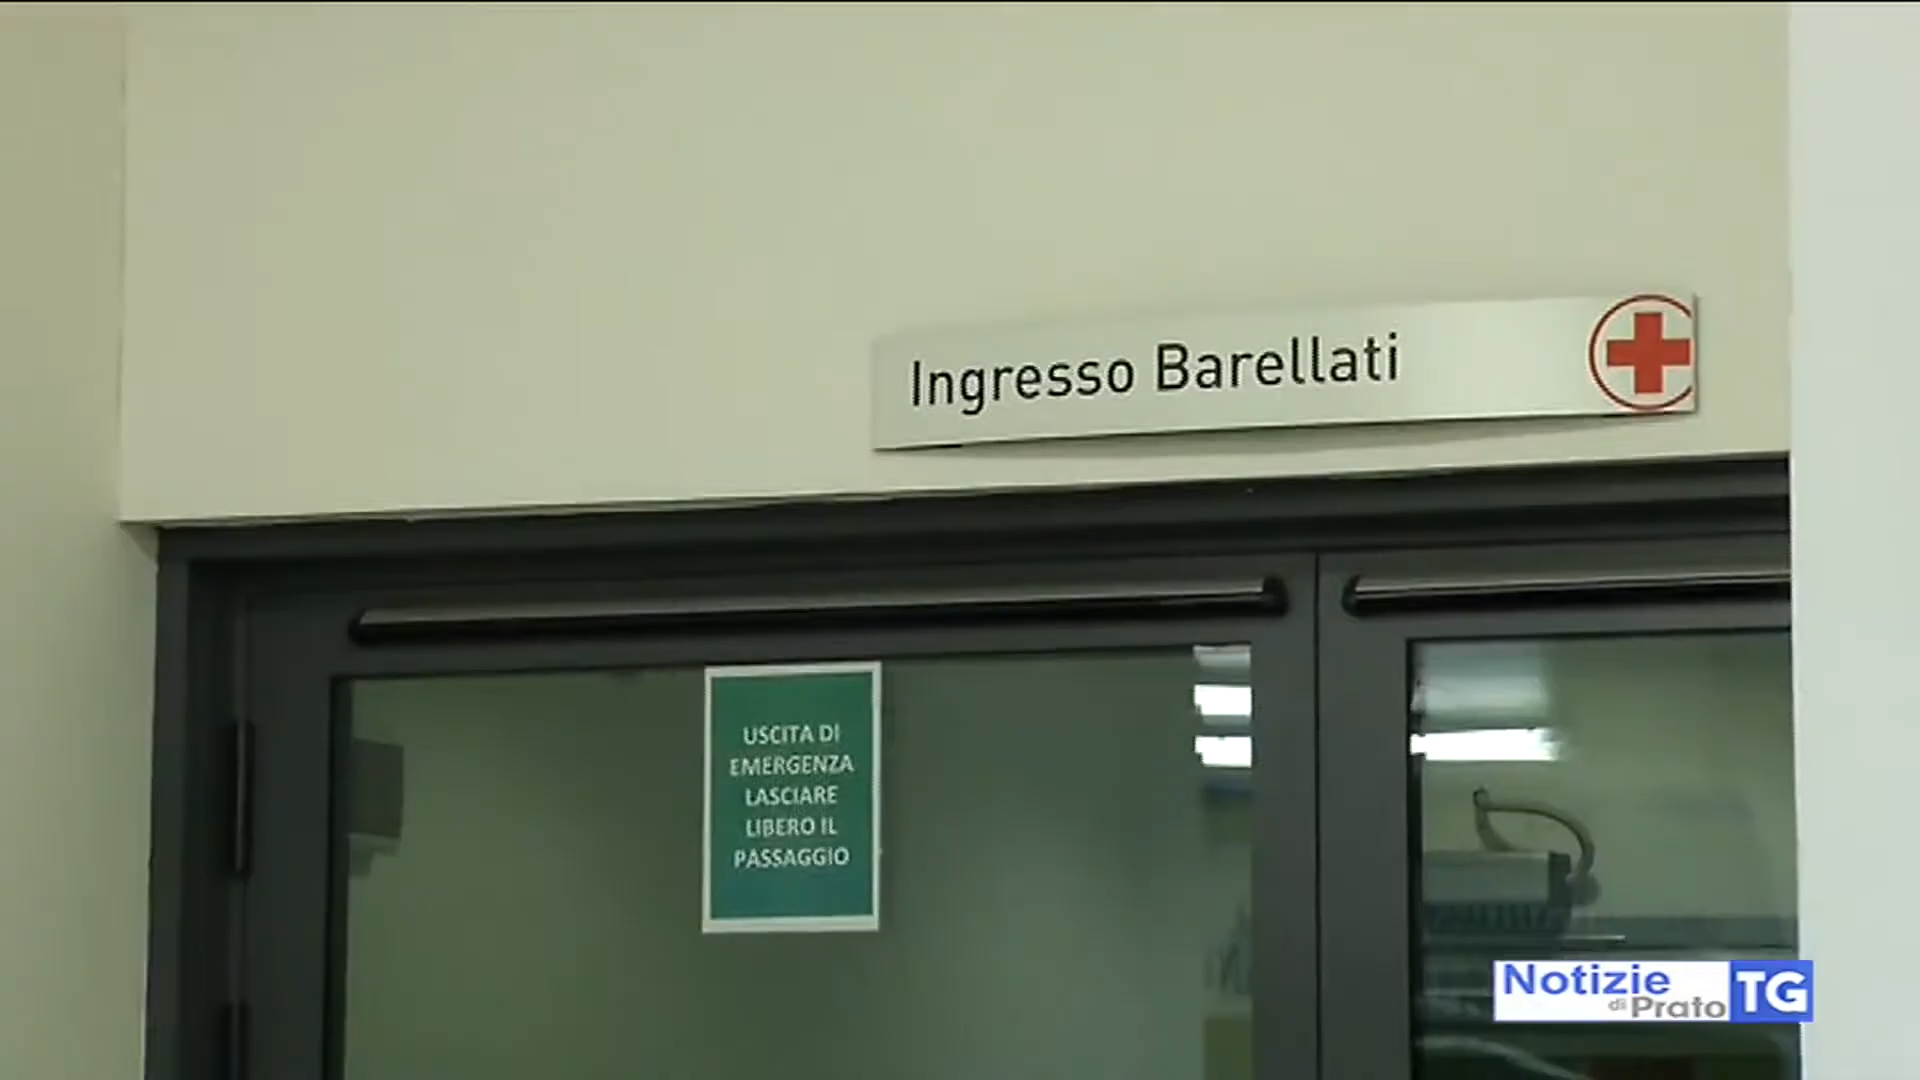 Ingresso Barellati
USCITA DI
EMERGENZA
LASCIARE
LIBERO IL
PASSAGGIO
Notizie
di Prato
TG